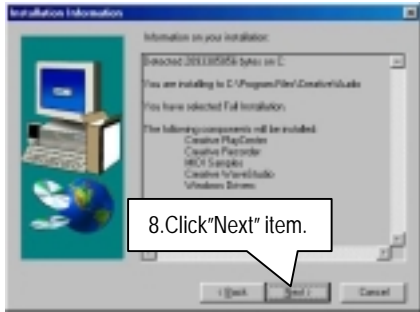 Installation Information
Information on your installation:
Detected 2033385856 bytes on C:
You are installing to C:\Program Files\Creative\Audio
You have selected Full Installation.
The following components will be installed:
Creative PlayCenter
Creative Recorder
MIDI Samples
Creative WaveStudio
Windows Drivers
8.Click"Next" item.
< Back
Next >
Cancel